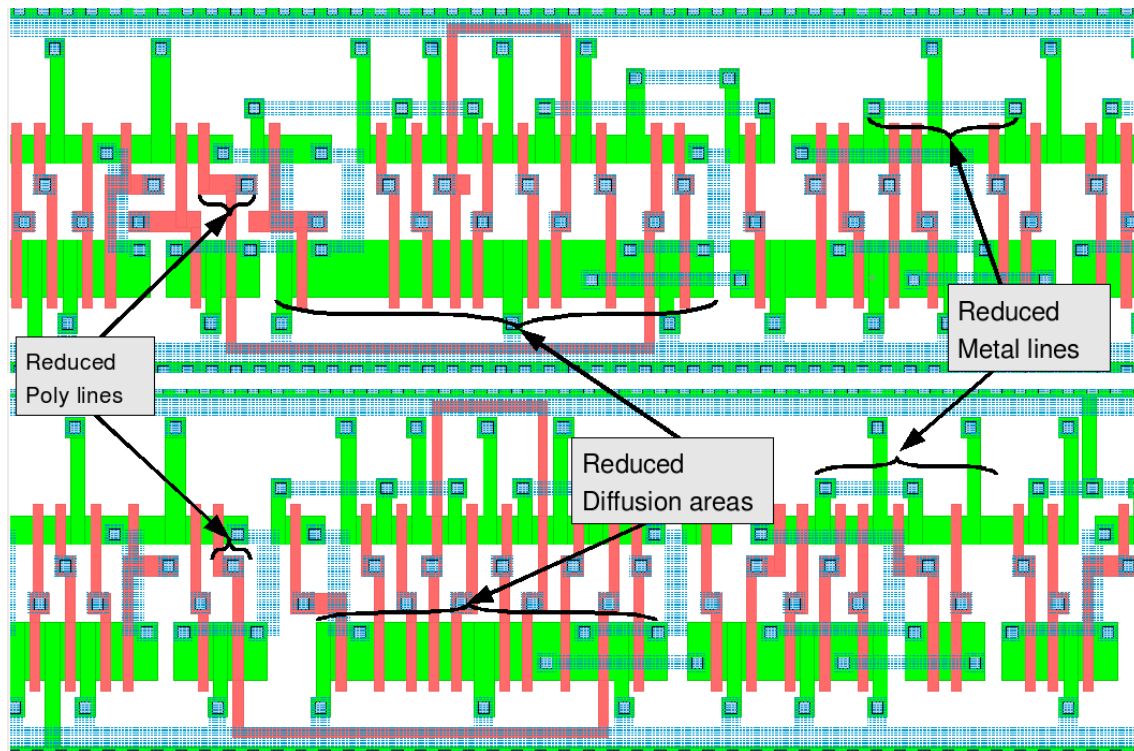 Reduced
Metal lines
Reduced
Poly lines
Reduced
Diffusion areas